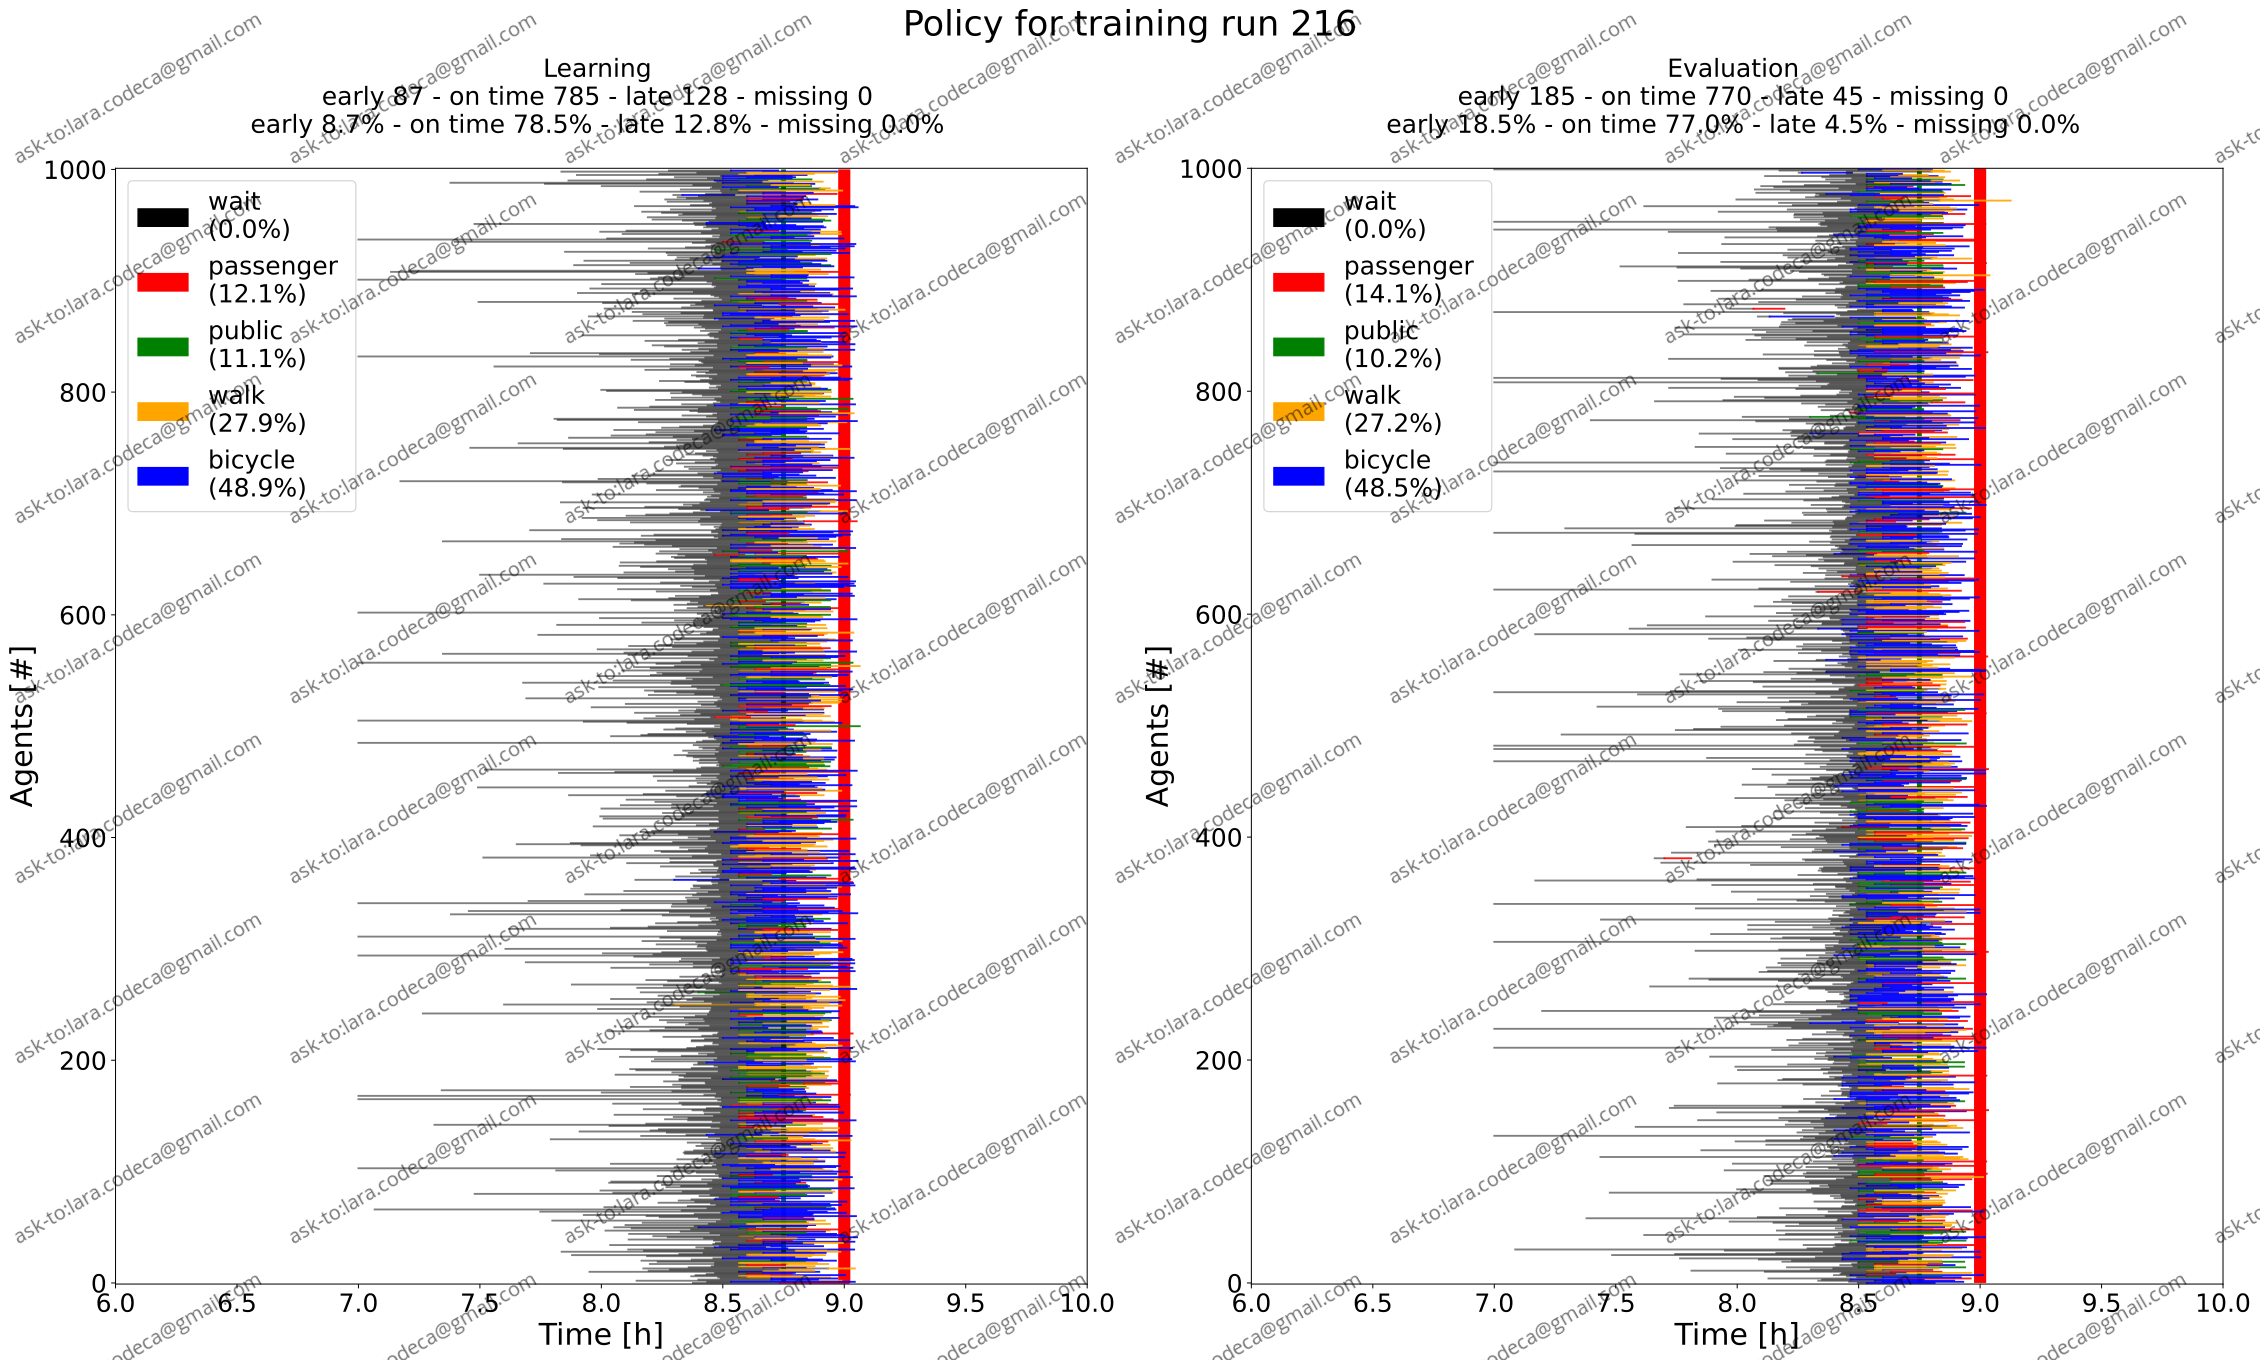 Policy for training run 216
Learning
early 87 - on time 785 - late 128 - missing 0
early 8.7% - on time 78.5% - late 12.8% - missing 0.0%
1000
800
600
400
200
0
Agents [#]
wait
(0.0%)
passenger
(12.1%)
public
(11.1%)
walk
(27.9%)
bicycle
(48.9%)
6.0 6.5 7.0 7.5 8.0 8.5 9.0 9.5 10.0
Time [h]
Evaluation
early 185 - on time 770 - late 45 - missing 0
early 18.5% - on time 77.0% - late 4.5% - missing 0.0%
1000
800
600
400
200
0
Agents [#]
wait
(0.0%)
passenger
(14.1%)
public
(10.2%)
walk
(27.2%)
bicycle
(48.5%)
6.0 6.5 7.0 7.5 8.0 8.5 9.0 9.5 10.0
Time [h]
ask-to:lara.codeca@gmail.com